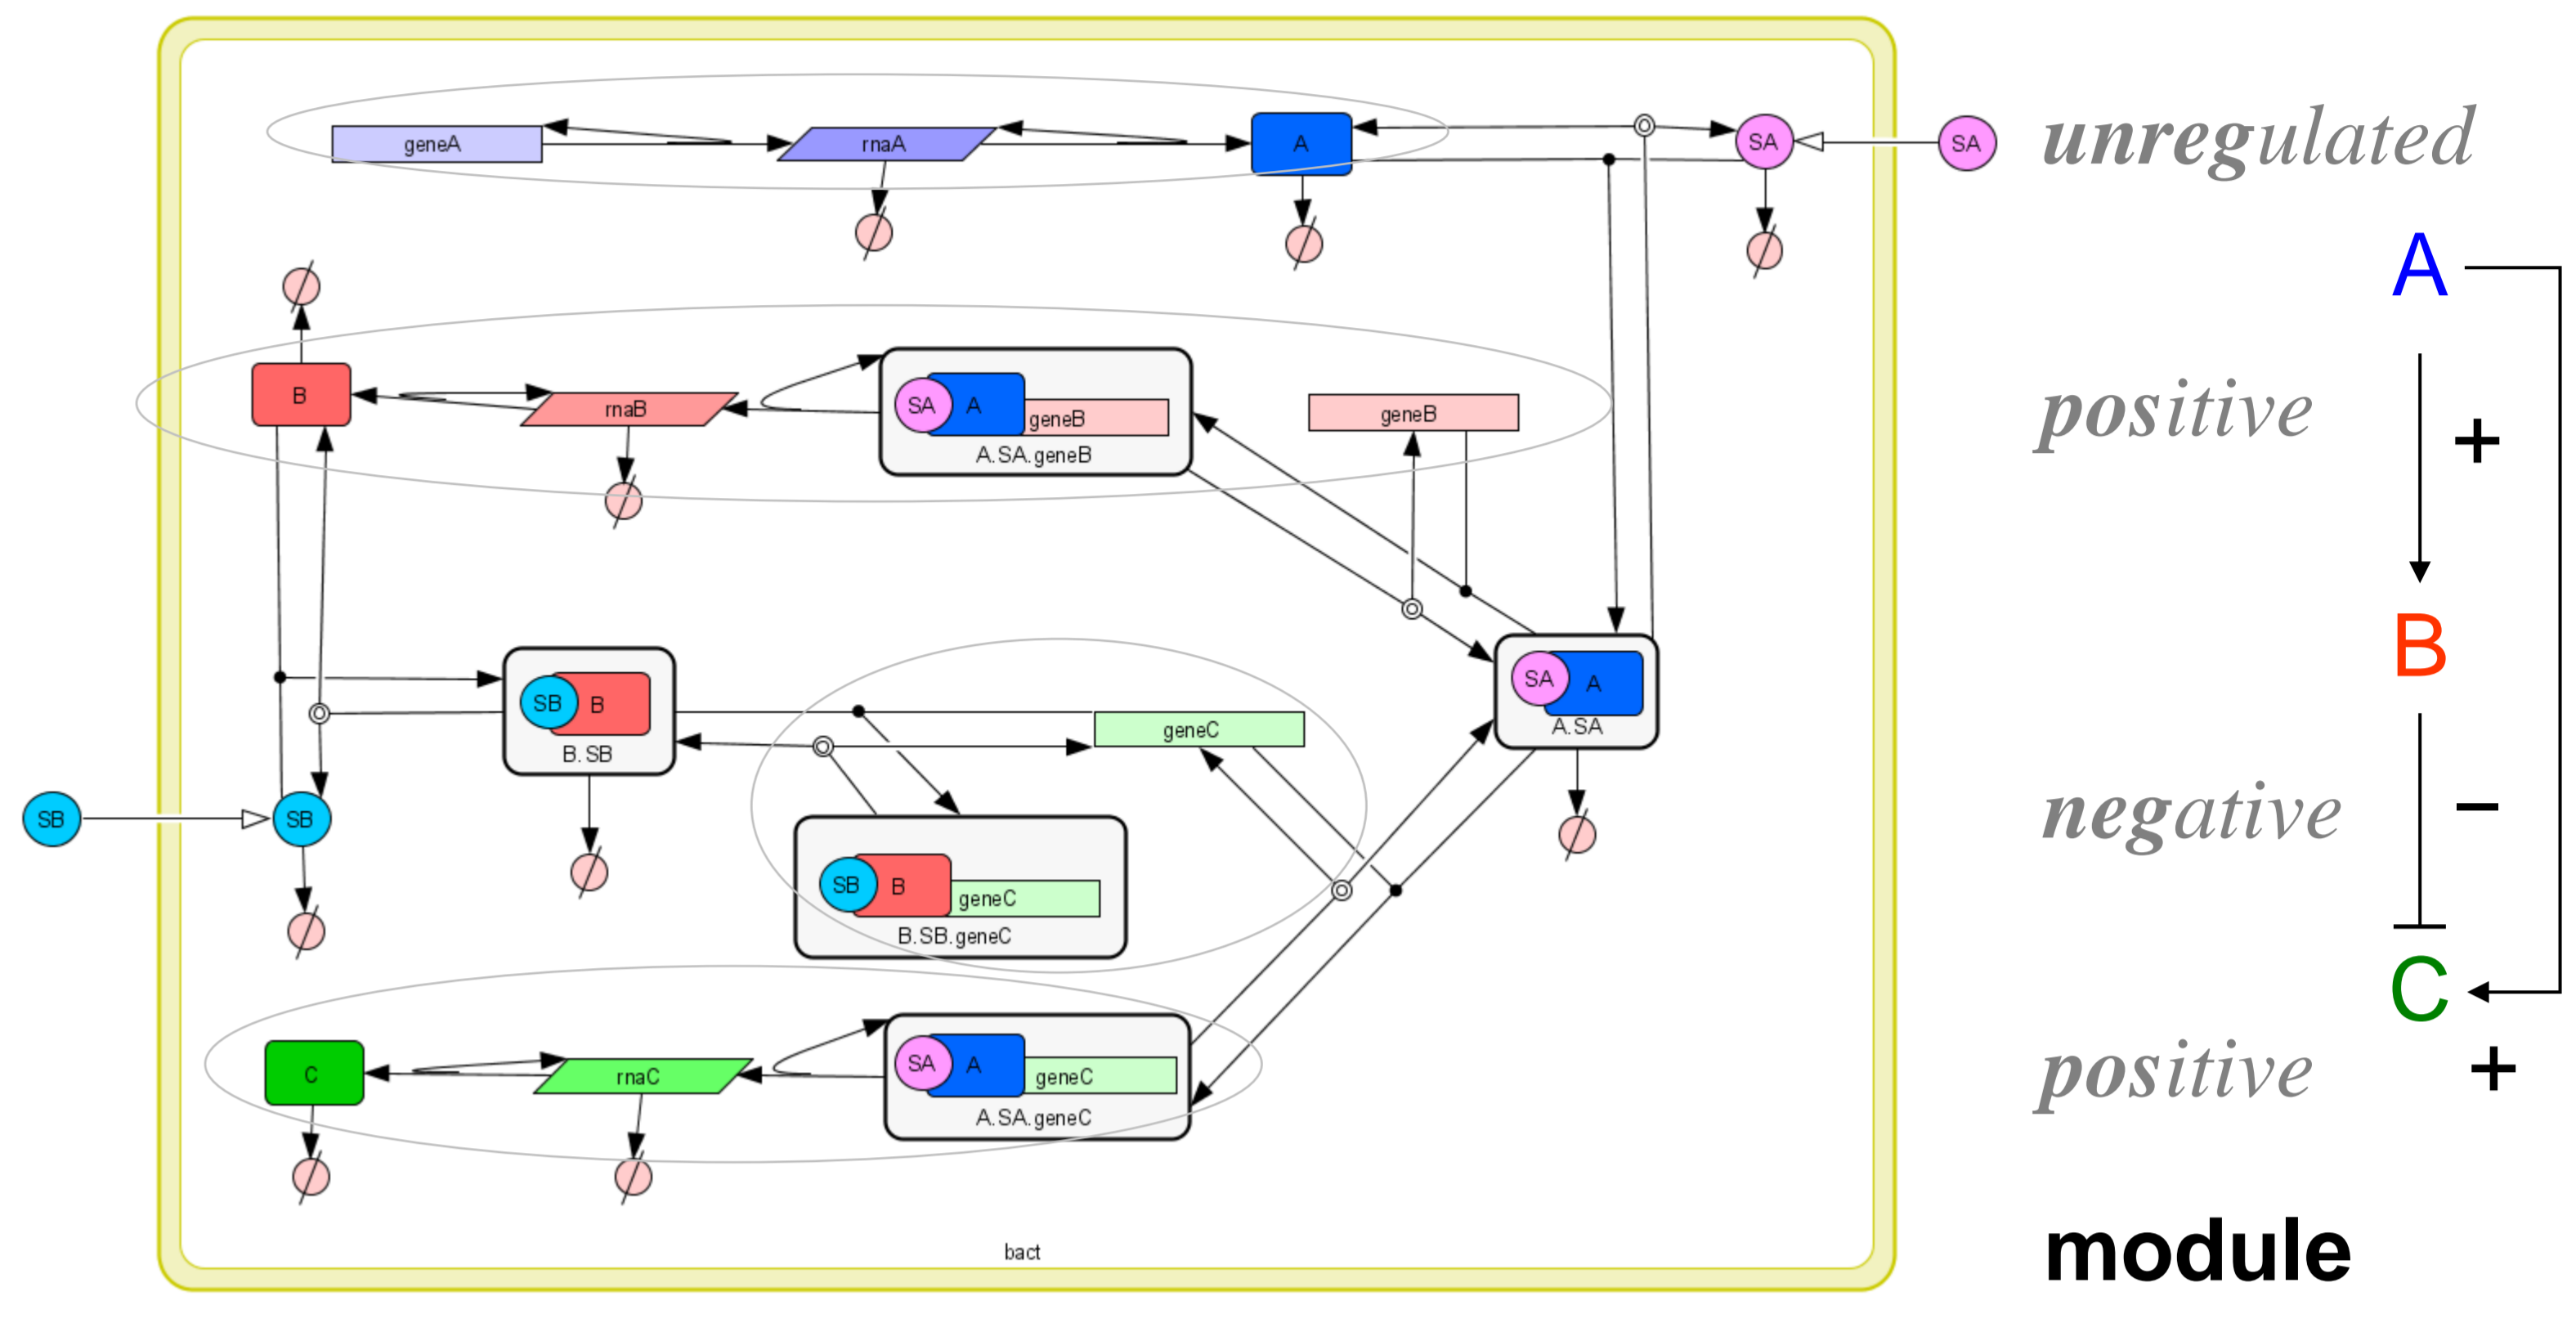 geneA
rnaA
A
SA
SA
unregulated
A
B
rnaB
SA
A
geneB
A.SA.geneB
geneB
positive
+
B
SB
B
B.SB
geneC
SA
A
A.SA
SB
SB
negative
–
SB
B
geneC
B.SB.geneC
C
C
rnaC
SA
A
geneC
A.SA.geneC
positive
+
bact
module